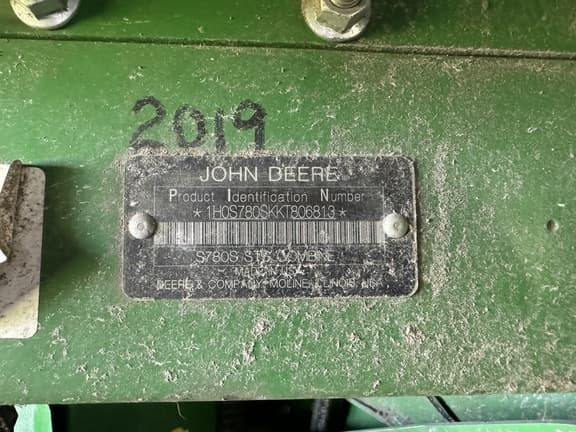 2019
JOHN DEERE
Product Identification Number
*1H0S780SKKT806813*
S780S STS COMBINE
MADE IN USA
DEERE & COMPANY MOLINE ILLINOIS USA